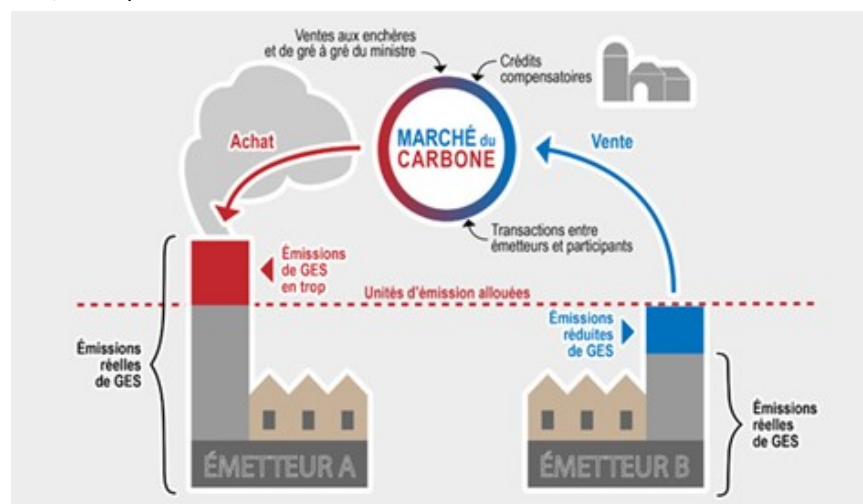 Ventes aux enchères
et de gré à gré du ministre
Crédits
compensatoires
Achat
MARCHÉ du
CARBONE
Vente
Transactions entre
émetteurs et participants
Émissions
de GES
en trop
Unités d'émission allouées
Émissions
réduites
de GES
Émissions
réelles
de GES
Émissions
réelles
de GES
ÉMETTEUR A
ÉMETTEUR B